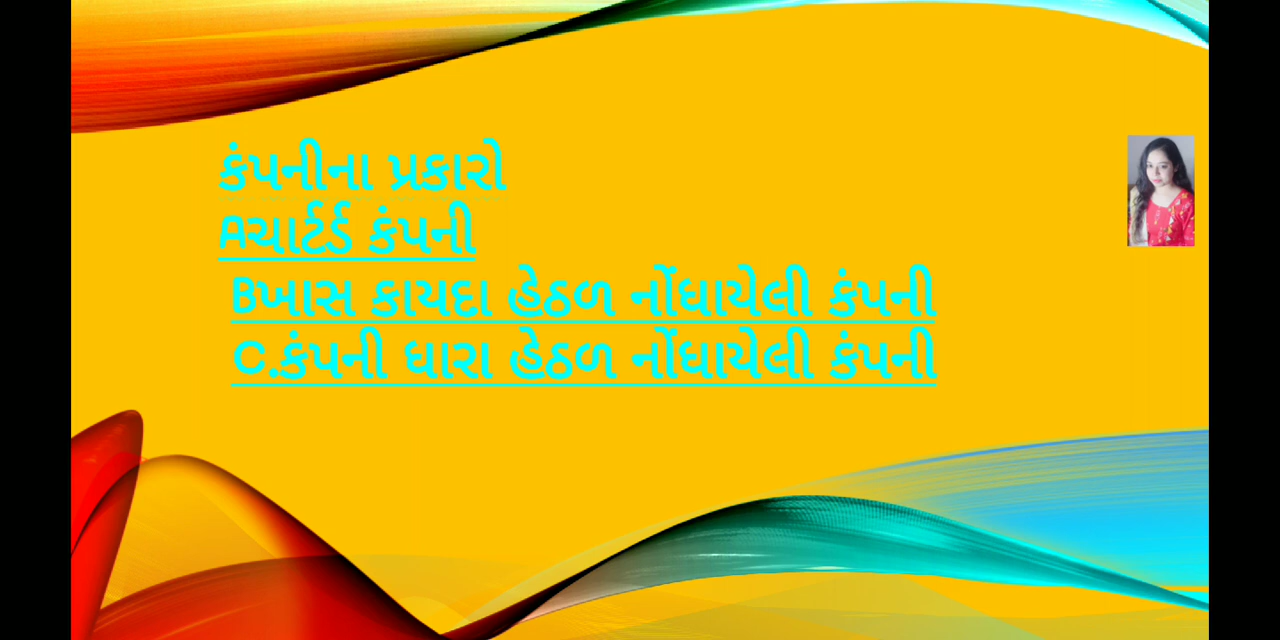 કંપનીના પ્રકારો
Aચાર્ટર્ડ કંપની
Bખાસ કાયદા હેઠળ નોંધાયેલી કંપની
C.કંપની ધારા હેઠળ નોંધાયેલી કંપની